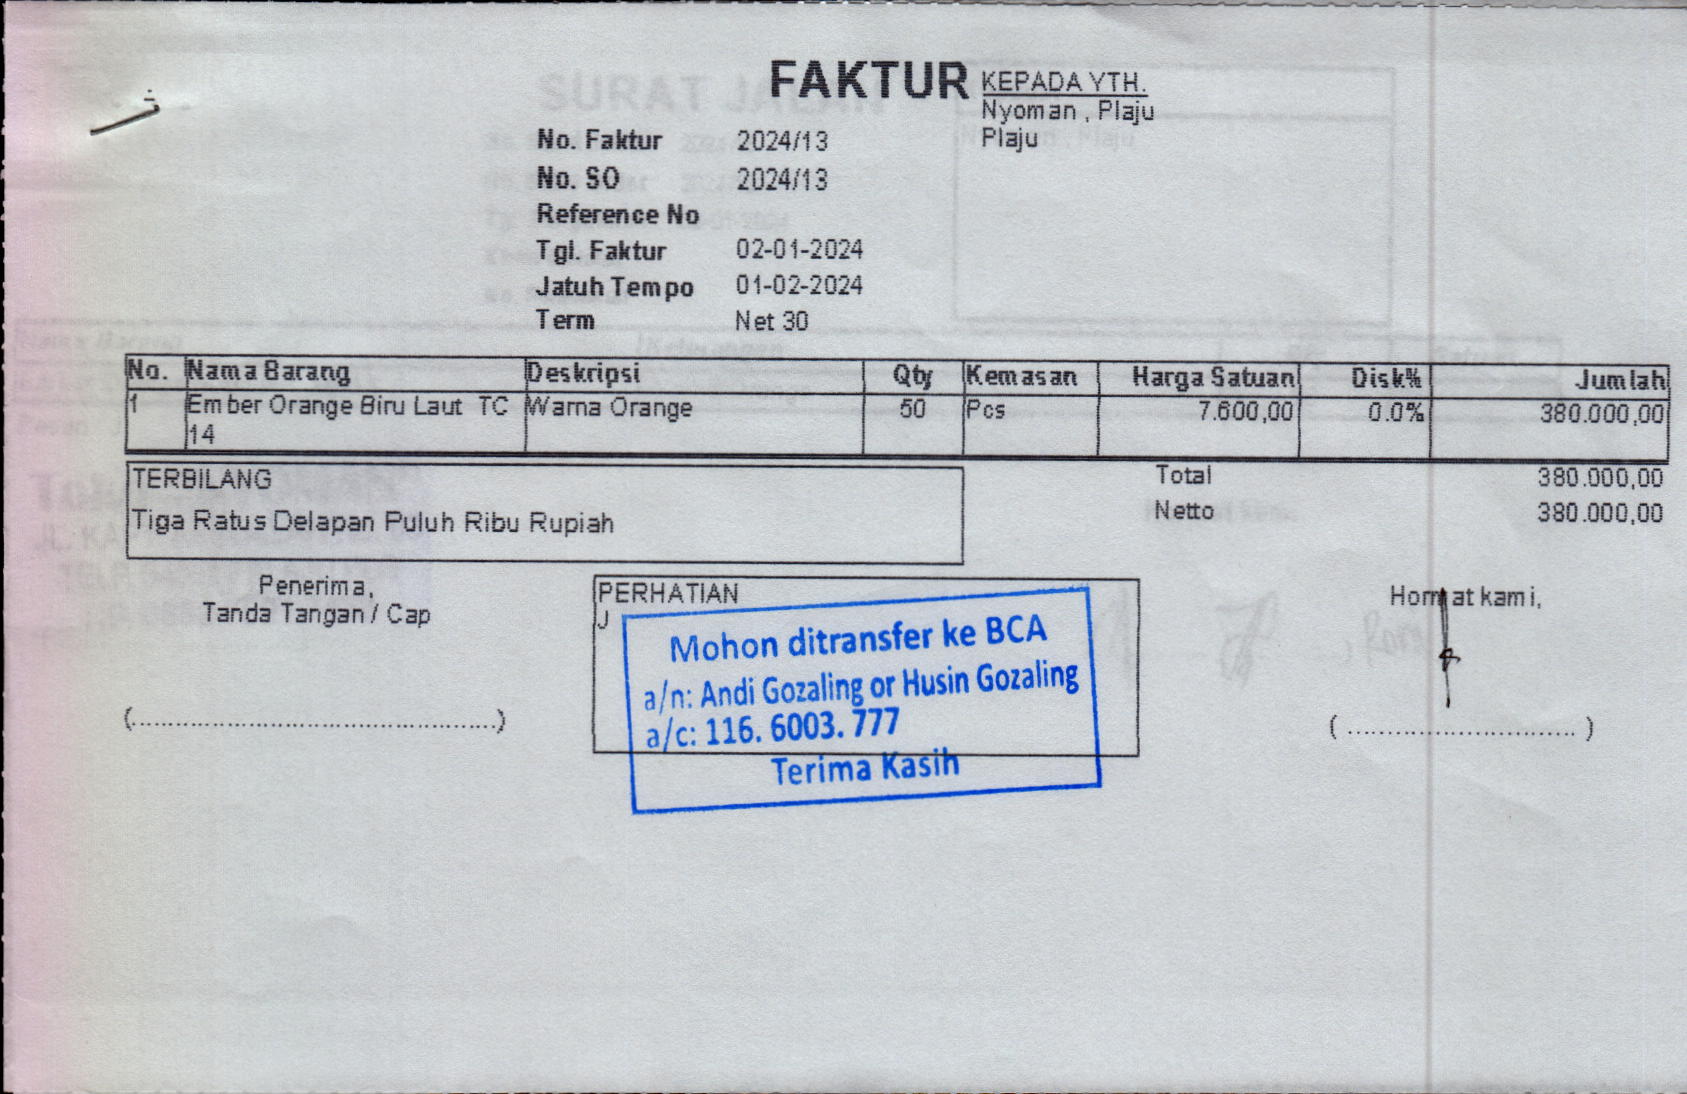 FAKTUR
KEPADA YTH.
Nyoman , Plaju
Plaju
No. Faktur 2024/13
No. SO 2024/13
Reference No
Tgl. Faktur 02-01-2024
Jatuh Tempo 01-02-2024
Term Net 30
No. Nama Barang Deskripsi Qty Kemasan Harga Satuan Disk% Jumlah
1 Ember Orange Biru Laut TC 14 Warna Orange 50 Pcs 7.600,00 0.0% 380.000,00
TERBILANG
Tiga Ratus Delapan Puluh Ribu Rupiah
Total 380.000,00
Netto 380.000,00
Penerima,
Tanda Tangan / Cap
(..............................................)
PERHATIAN
J
Mohon ditransfer ke BCA
a/n: Andi Gozaling or Husin Gozaling
a/c: 116. 6003. 777
Terima Kasih
Hormat kami,
( ............................. )
SURAT JALAN